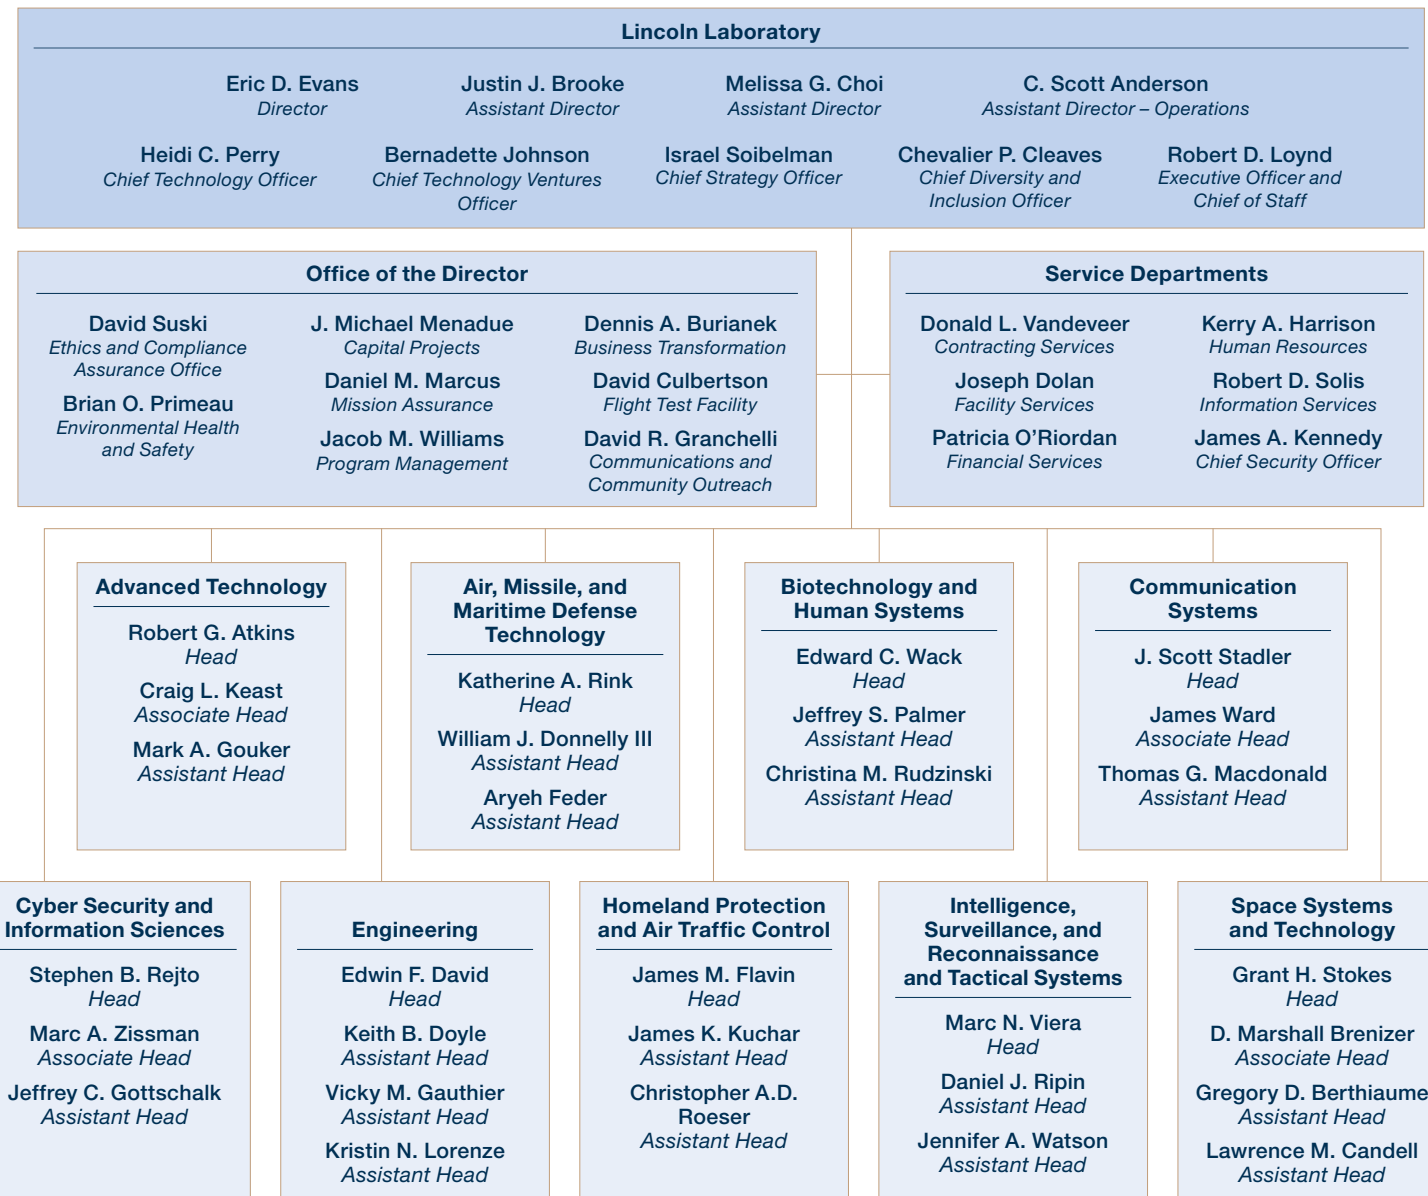 Lincoln Laboratory
Eric D. Evans
Director
Justin J. Brooke
Assistant Director
Melissa G. Choi
Assistant Director
C. Scott Anderson
Assistant Director – Operations
Heidi C. Perry
Chief Technology Officer
Bernadette Johnson
Chief Technology Ventures
Officer
Israel Soibelman
Chief Strategy Officer
Chevalier P. Cleaves
Chief Diversity and
Inclusion Officer
Robert D. Loynd
Executive Officer and
Chief of Staff
Office of the Director
David Suski
Ethics and Compliance
Assurance Office
Brian O. Primeau
Environmental Health
and Safety
J. Michael Menadue
Capital Projects
Daniel M. Marcus
Mission Assurance
Jacob M. Williams
Program Management
Dennis A. Burianek
Business Transformation
David Culbertson
Flight Test Facility
David R. Granchelli
Communications and
Community Outreach
Service Departments
Donald L. Vandeveer
Contracting Services
Joseph Dolan
Facility Services
Patricia O’Riordan
Financial Services
Kerry A. Harrison
Human Resources
Robert D. Solis
Information Services
James A. Kennedy
Chief Security Officer
Advanced Technology
Robert G. Atkins
Head
Craig L. Keast
Associate Head
Mark A. Gouker
Assistant Head
Air, Missile, and
Maritime Defense
Technology
Katherine A. Rink
Head
William J. Donnelly III
Assistant Head
Aryeh Feder
Assistant Head
Biotechnology and
Human Systems
Edward C. Wack
Head
Jeffrey S. Palmer
Assistant Head
Christina M. Rudzinski
Assistant Head
Communication
Systems
J. Scott Stadler
Head
James Ward
Associate Head
Thomas G. Macdonald
Assistant Head
Cyber Security and
Information Sciences
Stephen B. Rejto
Head
Marc A. Zissman
Associate Head
Jeffrey C. Gottschalk
Assistant Head
Engineering
Edwin F. David
Head
Keith B. Doyle
Assistant Head
Vicky M. Gauthier
Assistant Head
Kristin N. Lorenze
Assistant Head
Homeland Protection
and Air Traffic Control
James M. Flavin
Head
James K. Kuchar
Assistant Head
Christopher A.D.
Roeser
Assistant Head
Intelligence,
Surveillance, and
Reconnaissance
and Tactical Systems
Marc N. Viera
Head
Daniel J. Ripin
Assistant Head
Jennifer A. Watson
Assistant Head
Space Systems
and Technology
Grant H. Stokes
Head
D. Marshall Brenizer
Associate Head
Gregory D. Berthiaume
Assistant Head
Lawrence M. Candell
Assistant Head